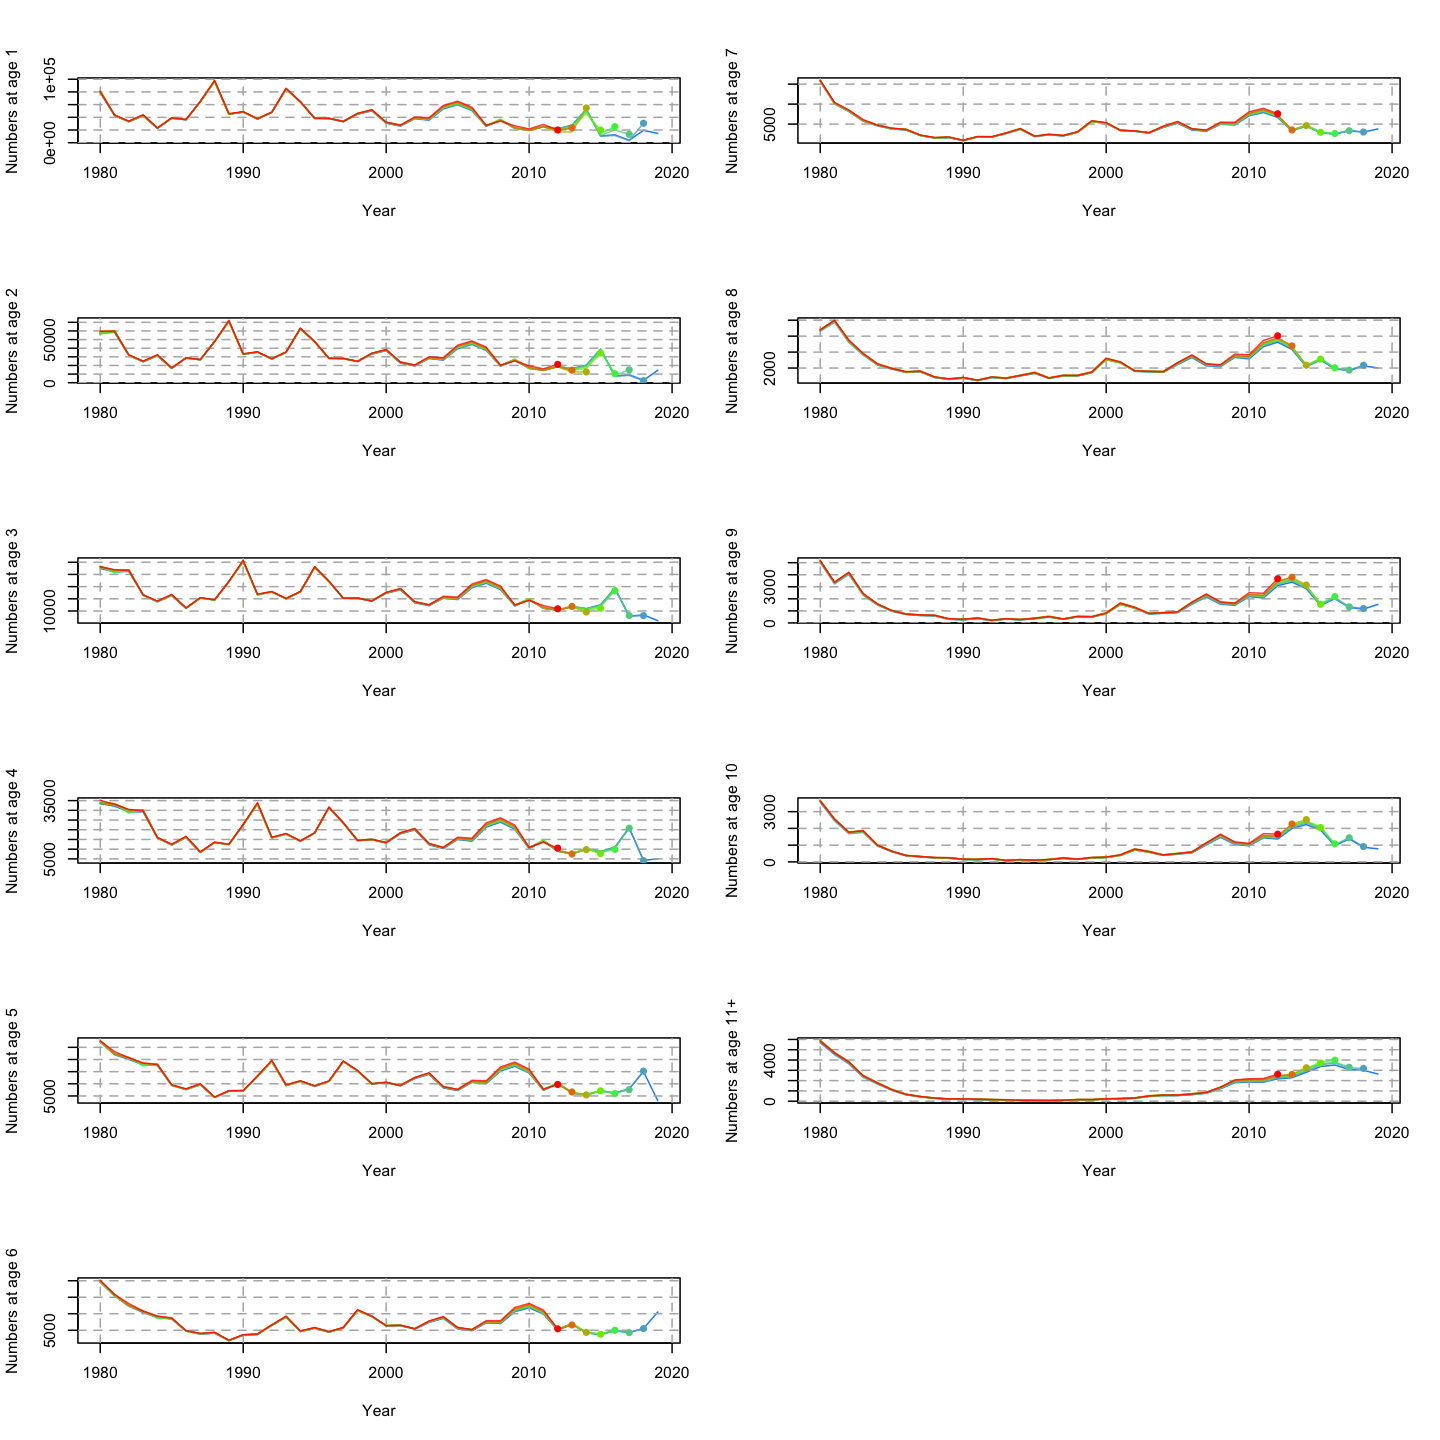 Numbers at age 1
0e+00 1e+05
1980 1990 2000 2010 2020
Year
Numbers at age 7
5000
1980 1990 2000 2010 2020
Year
Numbers at age 2
0 50000
1980 1990 2000 2010 2020
Year
Numbers at age 8
2000
1980 1990 2000 2010 2020
Year
Numbers at age 3
10000
1980 1990 2000 2010 2020
Year
Numbers at age 9
0 3000
1980 1990 2000 2010 2020
Year
Numbers at age 4
5000 35000
1980 1990 2000 2010 2020
Year
Numbers at age 10
0 3000
1980 1990 2000 2010 2020
Year
Numbers at age 5
5000
1980 1990 2000 2010 2020
Year
Numbers at age 11+
0 4000
1980 1990 2000 2010 2020
Year
Numbers at age 6
5000
1980 1990 2000 2010 2020
Year